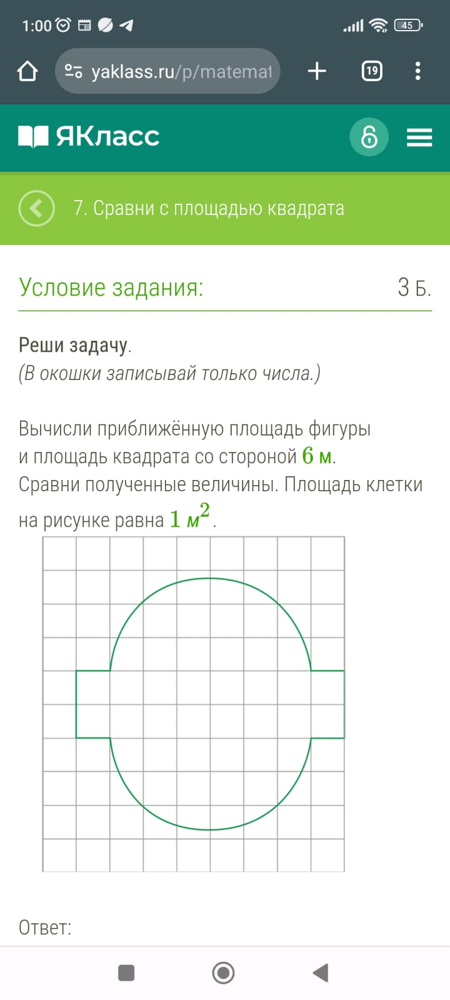 1:00
45
yaklass.ru/p/matemat
19
ЯКласс
7. Сравни с площадью квадрата
Условие задания:
3 Б.
Реши задачу.
(В окошки записывай только числа.)
Вычисли приближённую площадь фигуры
и площадь квадрата со стороной 6 м.
Сравни полученные величины. Площадь клетки
на рисунке равна 1 м².
Ответ: